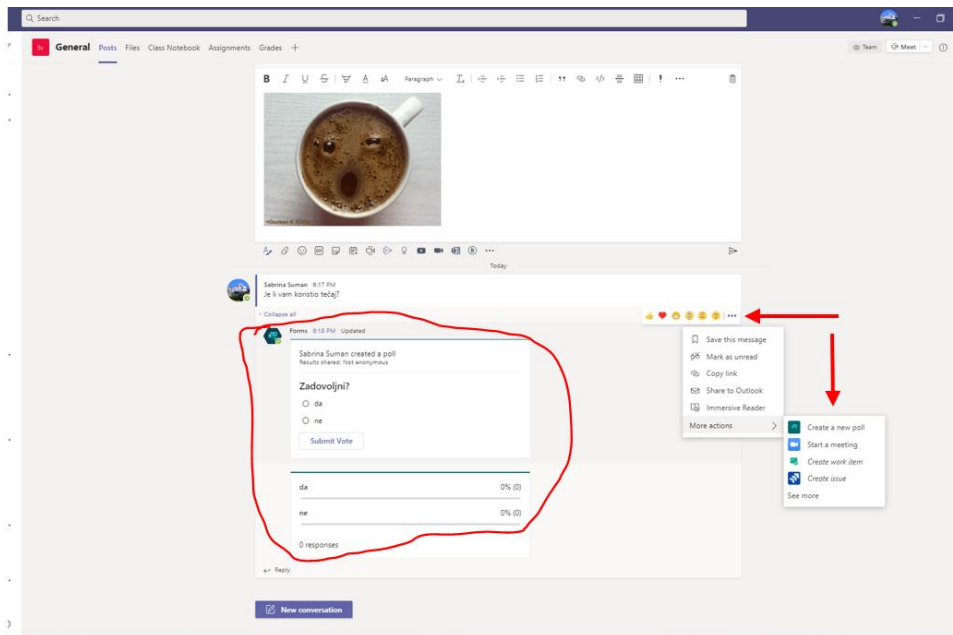 Search
General Posts Files Class Notebook Assignments Grades +
Team Meet
B I U S A AA Paragraph
Today
Sabrina Suman 6:17 PM
Je li vam koristio tečaj?
Collapse all
Forms 6:18 PM Updated
Sabrina Suman created a poll
Results shared: Not anonymous
Zadovoljni?
da
ne
Submit Vote
da 0% (0)
ne 0% (0)
0 responses
Reply
New conversation
Save this message
Mark as unread
Copy link
Share to Outlook
Immersive Reader
More actions
Create a new poll
Start a meeting
Create work item
Create issue
See more